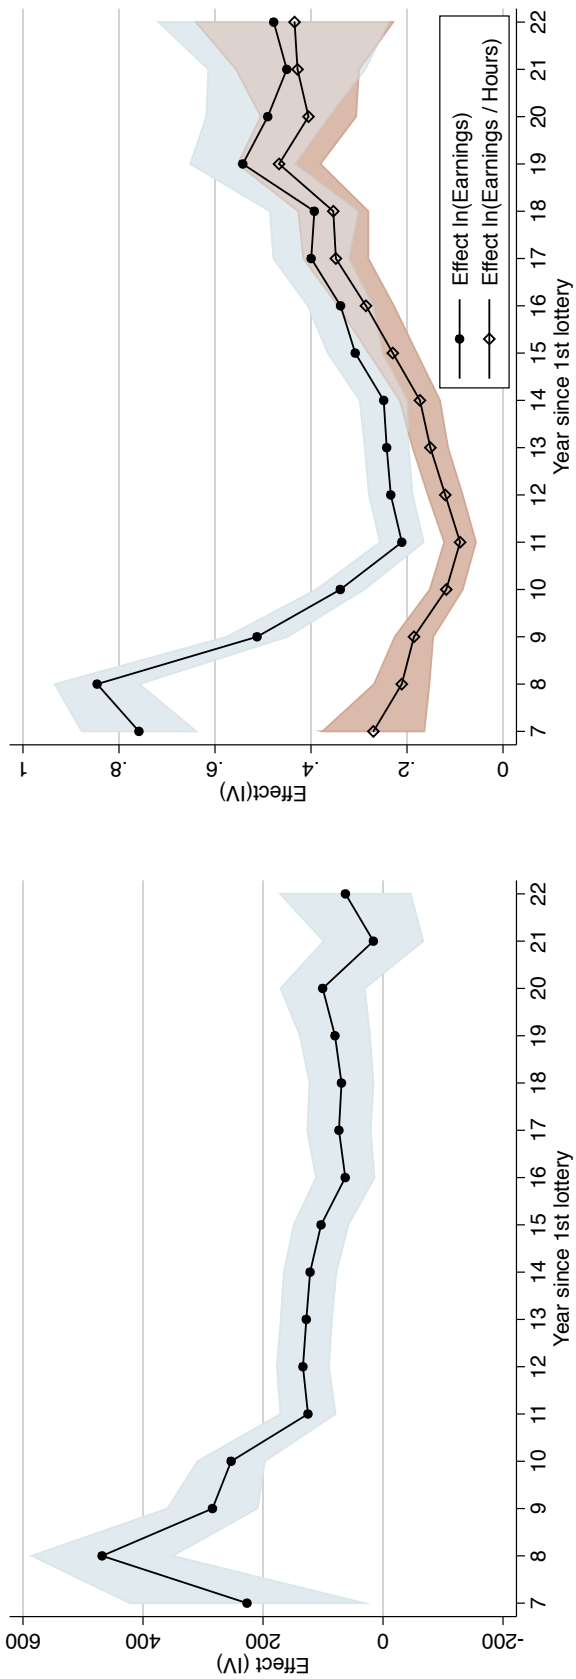 Effect (IV)
600
400
200
0
-200
7 8 9 10 11 12 13 14 15 16 17 18 19 20 21 22
Year since 1st lottery
Effect(IV)
1
.8
.6
.4
.2
0
7 8 9 10 11 12 13 14 15 16 17 18 19 20 21 22
Year since 1st lottery
Effect ln(Earnings)
Effect ln(Earnings / Hours)